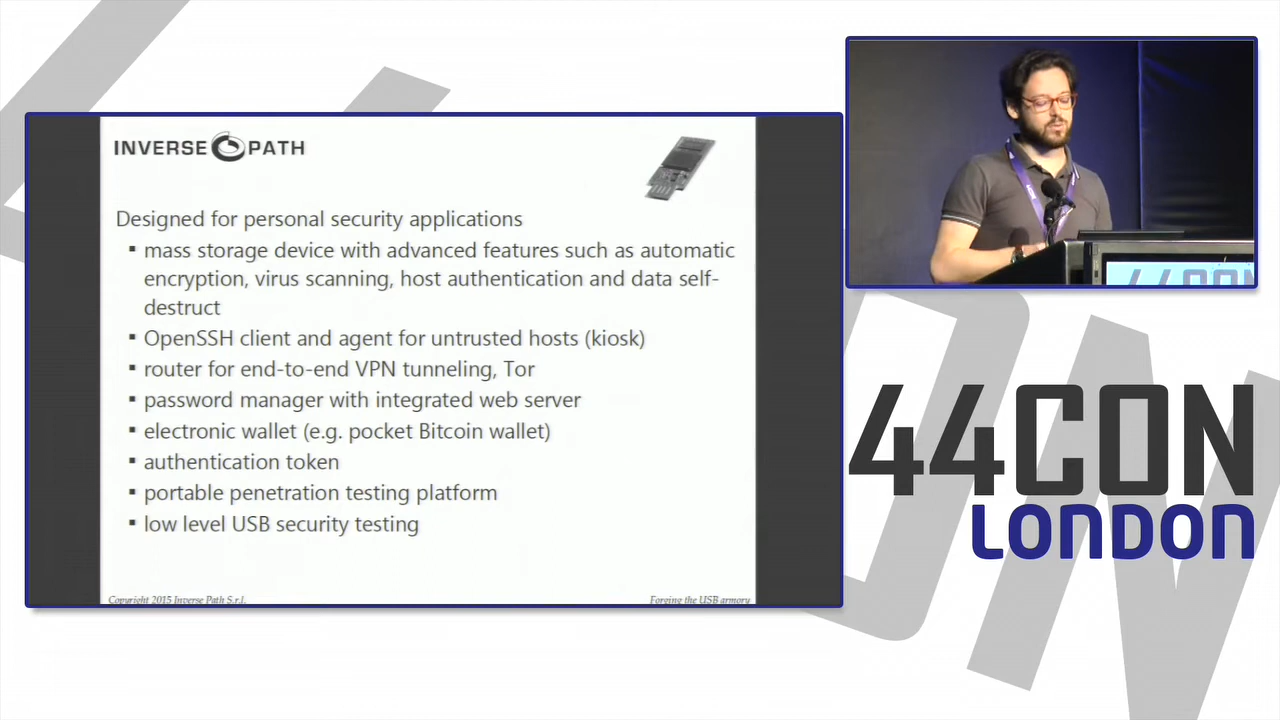 INVERSE PATH
Designed for personal security applications
▪ mass storage device with advanced features such as automatic
encryption, virus scanning, host authentication and data self-
destruct
▪ OpenSSH client and agent for untrusted hosts (kiosk)
▪ router for end-to-end VPN tunneling, Tor
▪ password manager with integrated web server
▪ electronic wallet (e.g. pocket Bitcoin wallet)
▪ authentication token
▪ portable penetration testing platform
▪ low level USB security testing
Copyright 2015 Inverse Path S.r.l.
Forging the USB armory
44CON
44CON
LONDON